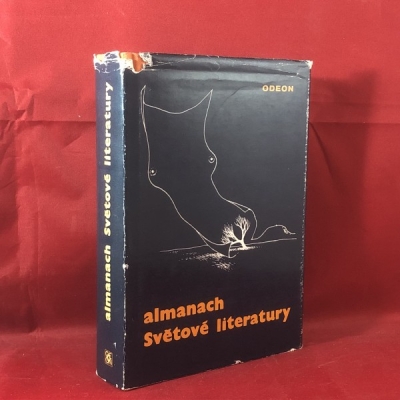 ODEON
almanach
Světové literatury
almanach Světové literatury